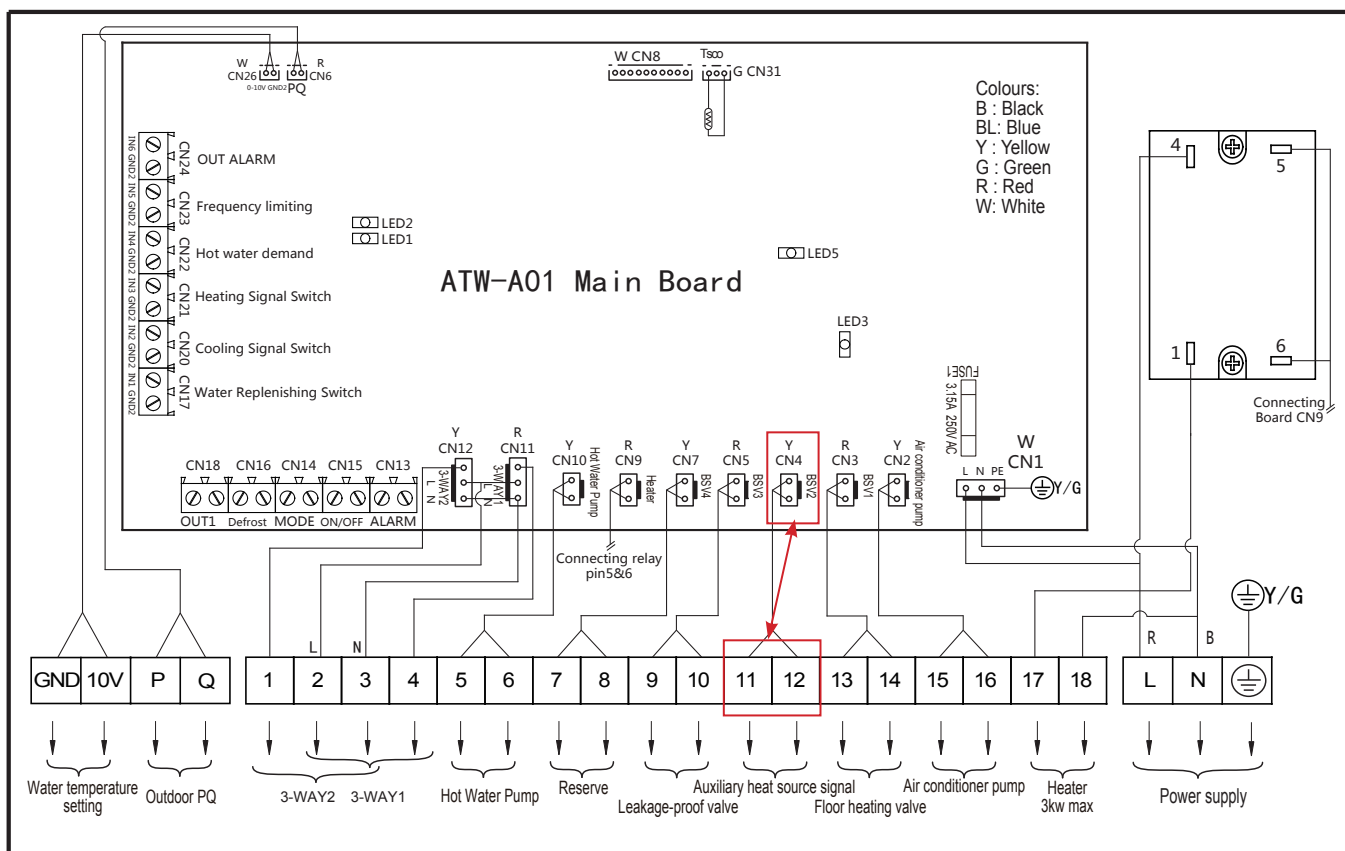 W
CN26
0-10V GND2
R
CN6
PQ
W CN8
Tsoo
G CN31
Colours:
B : Black
BL: Blue
Y : Yellow
G : Green
R : Red
W: White
4
5
1
6
Connecting
Board CN9
IN6 GND2
CN24
OUT ALARM
IN5 GND2
CN23
Frequency limiting
IN4 GND2
CN22
Hot water demand
IN3 GND2
CN21
Heating Signal Switch
IN2 GND2
CN20
Cooling Signal Switch
IN1 GND2
CN17
Water Replenishing Switch
LED2
LED1
LED5
LED3
ATW-A01 Main Board
FUSE1
3.15A 250V AC
W
CN1
L N PE
Y/G
CN18 CN16 CN14 CN15 CN13
OUT1 Defrost MODE ON/OFF ALARM
Y
CN12
3-WAY2
L
N
R
CN11
3-WAY1
L
N
Y
CN10
Hot Water Pump
R
CN9
Heater
Y
CN7
BSV4
R
CN5
BSV3
Y
CN4
BSV2
R
CN3
BSV1
Y
CN2
Air conditioner pump
Connecting relay
pin5&6
L
N
R
B
Y/G
GND 10V P Q
1 2 3 4 5 6 7 8 9 10 11 12 13 14 15 16 17 18
L N
Water temperature
setting
Outdoor PQ
3-WAY2
3-WAY1
Hot Water Pump
Reserve
Leakage-proof valve
Auxiliary heat source signal
Floor heating valve
Air conditioner pump
Heater
3kw max
Power supply